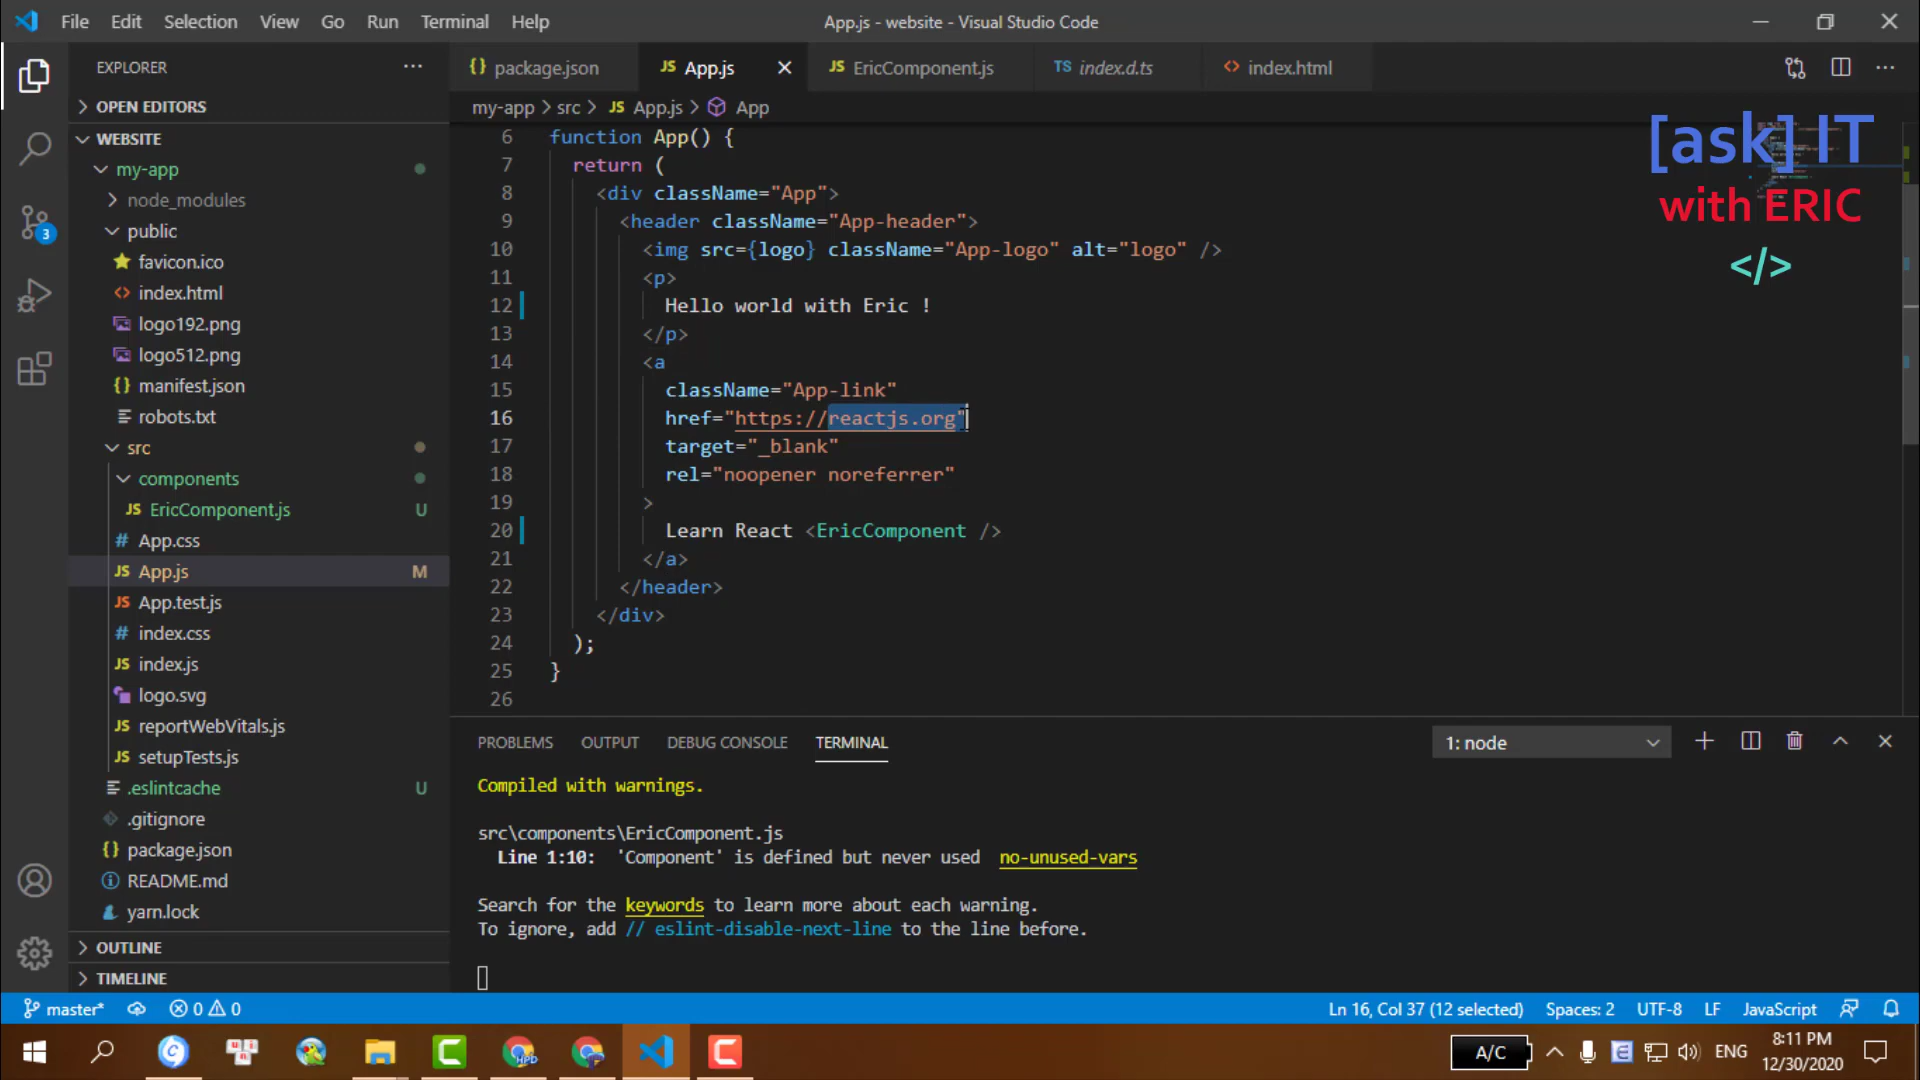 File Edit Selection View Go Run Terminal Help
App.js - website - Visual Studio Code
EXPLORER
OPEN EDITORS
WEBSITE
my-app
node_modules
public
favicon.ico
index.html
logo192.png
logo512.png
manifest.json
robots.txt
src
components
JS EricComponent.js U
# App.css
JS App.js M
JS App.test.js
# index.css
JS index.js
logo.svg
JS reportWebVitals.js
JS setupTests.js
.eslintcache U
.gitignore
{} package.json
README.md
yarn.lock
OUTLINE
TIMELINE
3
{} package.json JS App.js JS EricComponent.js TS index.d.ts <> index.html
my-app > src > JS App.js > App
6 function App() {
7 return (
8 <div className="App">
9 <header className="App-header">
10 <img src={logo} className="App-logo" alt="logo" />
11 <p>
12 Hello world with Eric !
13 </p>
14 <a
15 className="App-link"
16 href="https://reactjs.org"
17 target="_blank"
18 rel="noopener noreferrer"
19 >
20 Learn React <EricComponent />
21 </a>
22 </header>
23 </div>
24 );
25 }
26
[ask] IT
with ERIC
</>
PROBLEMS OUTPUT DEBUG CONSOLE TERMINAL 1: node
Compiled with warnings.
src\components\EricComponent.js
Line 1:10: 'Component' is defined but never used no-unused-vars
Search for the keywords to learn more about each warning.
To ignore, add // eslint-disable-next-line to the line before.
master* 0 0 Ln 16, Col 37 (12 selected) Spaces: 2 UTF-8 LF JavaScript
A/C ENG 8:11 PM
12/30/2020